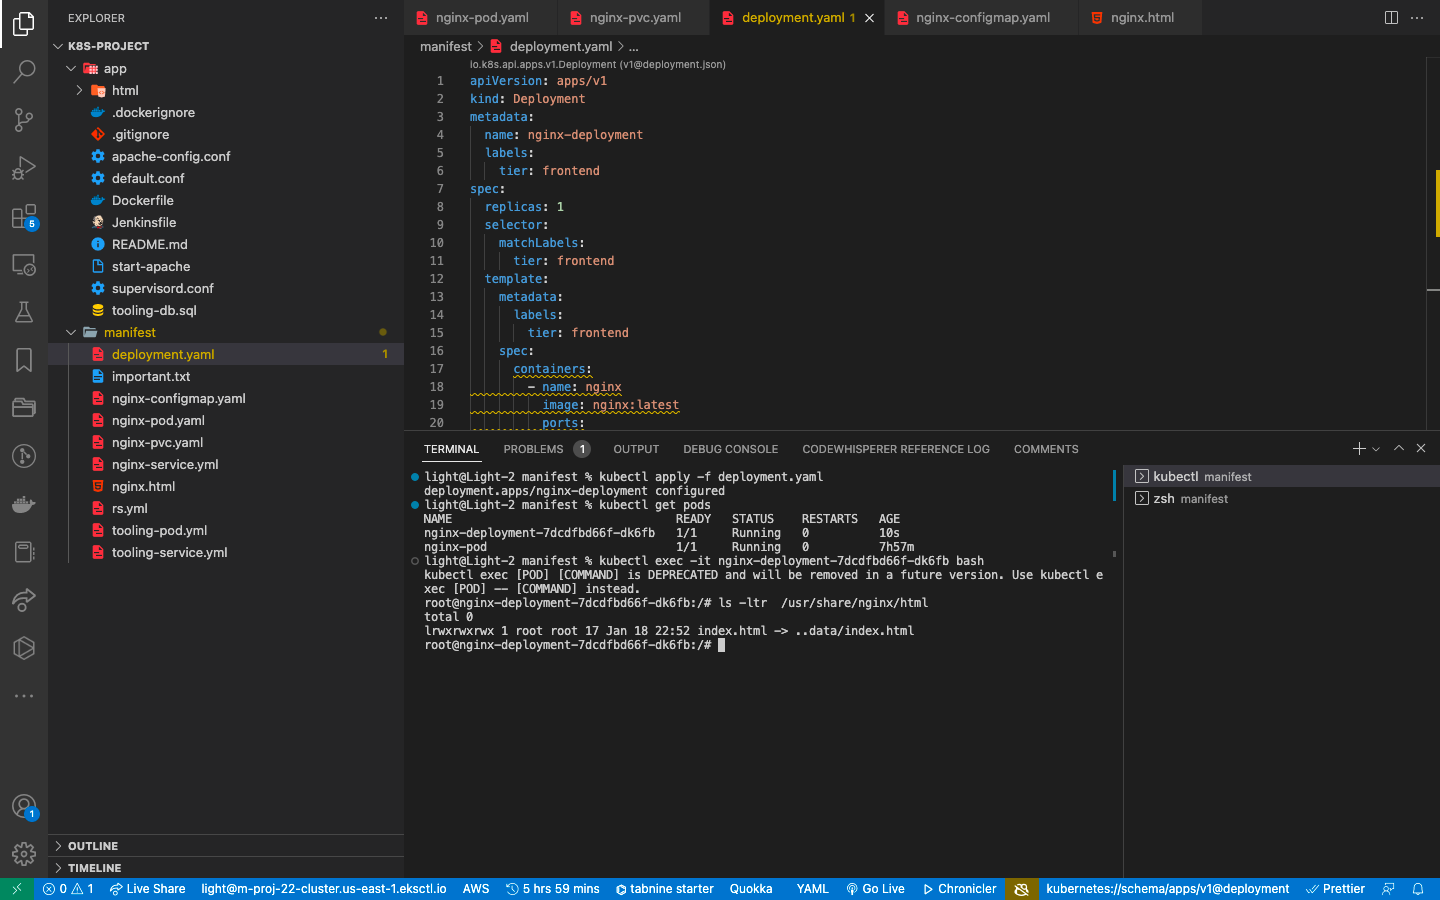 EXPLORER
K8S-PROJECT
app
html
.dockerignore
.gitignore
apache-config.conf
default.conf
Dockerfile
Jenkinsfile
README.md
start-apache
supervisord.conf
tooling-db.sql
manifest
deployment.yaml 1
important.txt
nginx-configmap.yaml
nginx-pod.yaml
nginx-pvc.yaml
nginx-service.yml
nginx.html
rs.yml
tooling-pod.yml
tooling-service.yml
OUTLINE
TIMELINE
5
1
nginx-pod.yaml nginx-pvc.yaml deployment.yaml 1 nginx-configmap.yaml nginx.html
manifest > deployment.yaml > ...
io.k8s.api.apps.v1.Deployment (v1@deployment.json)
1 apiVersion: apps/v1
2 kind: Deployment
3 metadata:
4 name: nginx-deployment
5 labels:
6 tier: frontend
7 spec:
8 replicas: 1
9 selector:
10 matchLabels:
11 tier: frontend
12 template:
13 metadata:
14 labels:
15 tier: frontend
16 spec:
17 containers:
18 - name: nginx
19 image: nginx:latest
20 ports:
TERMINAL PROBLEMS 1 OUTPUT DEBUG CONSOLE CODEWHISPERER REFERENCE LOG COMMENTS
light@Light-2 manifest % kubectl apply -f deployment.yaml
deployment.apps/nginx-deployment configured
light@Light-2 manifest % kubectl get pods
NAME READY STATUS RESTARTS AGE
nginx-deployment-7dcdfbd66f-dk6fb 1/1 Running 0 10s
nginx-pod 1/1 Running 0 7h57m
light@Light-2 manifest % kubectl exec -it nginx-deployment-7dcdfbd66f-dk6fb bash
kubectl exec [POD] [COMMAND] is DEPRECATED and will be removed in a future version. Use kubectl e
xec [POD] -- [COMMAND] instead.
root@nginx-deployment-7dcdfbd66f-dk6fb:/# ls -ltr  /usr/share/nginx/html
total 0
lrwxrwxrwx 1 root root 17 Jan 18 22:52 index.html -> ..data/index.html
root@nginx-deployment-7dcdfbd66f-dk6fb:/#
kubectl manifest
zsh manifest
0 1 Live Share light@m-proj-22-cluster.us-east-1.eksctl.io AWS 5 hrs 59 mins tabnine starter Quokka YAML Go Live Chronicler kubernetes://schema/apps/v1@deployment Prettier